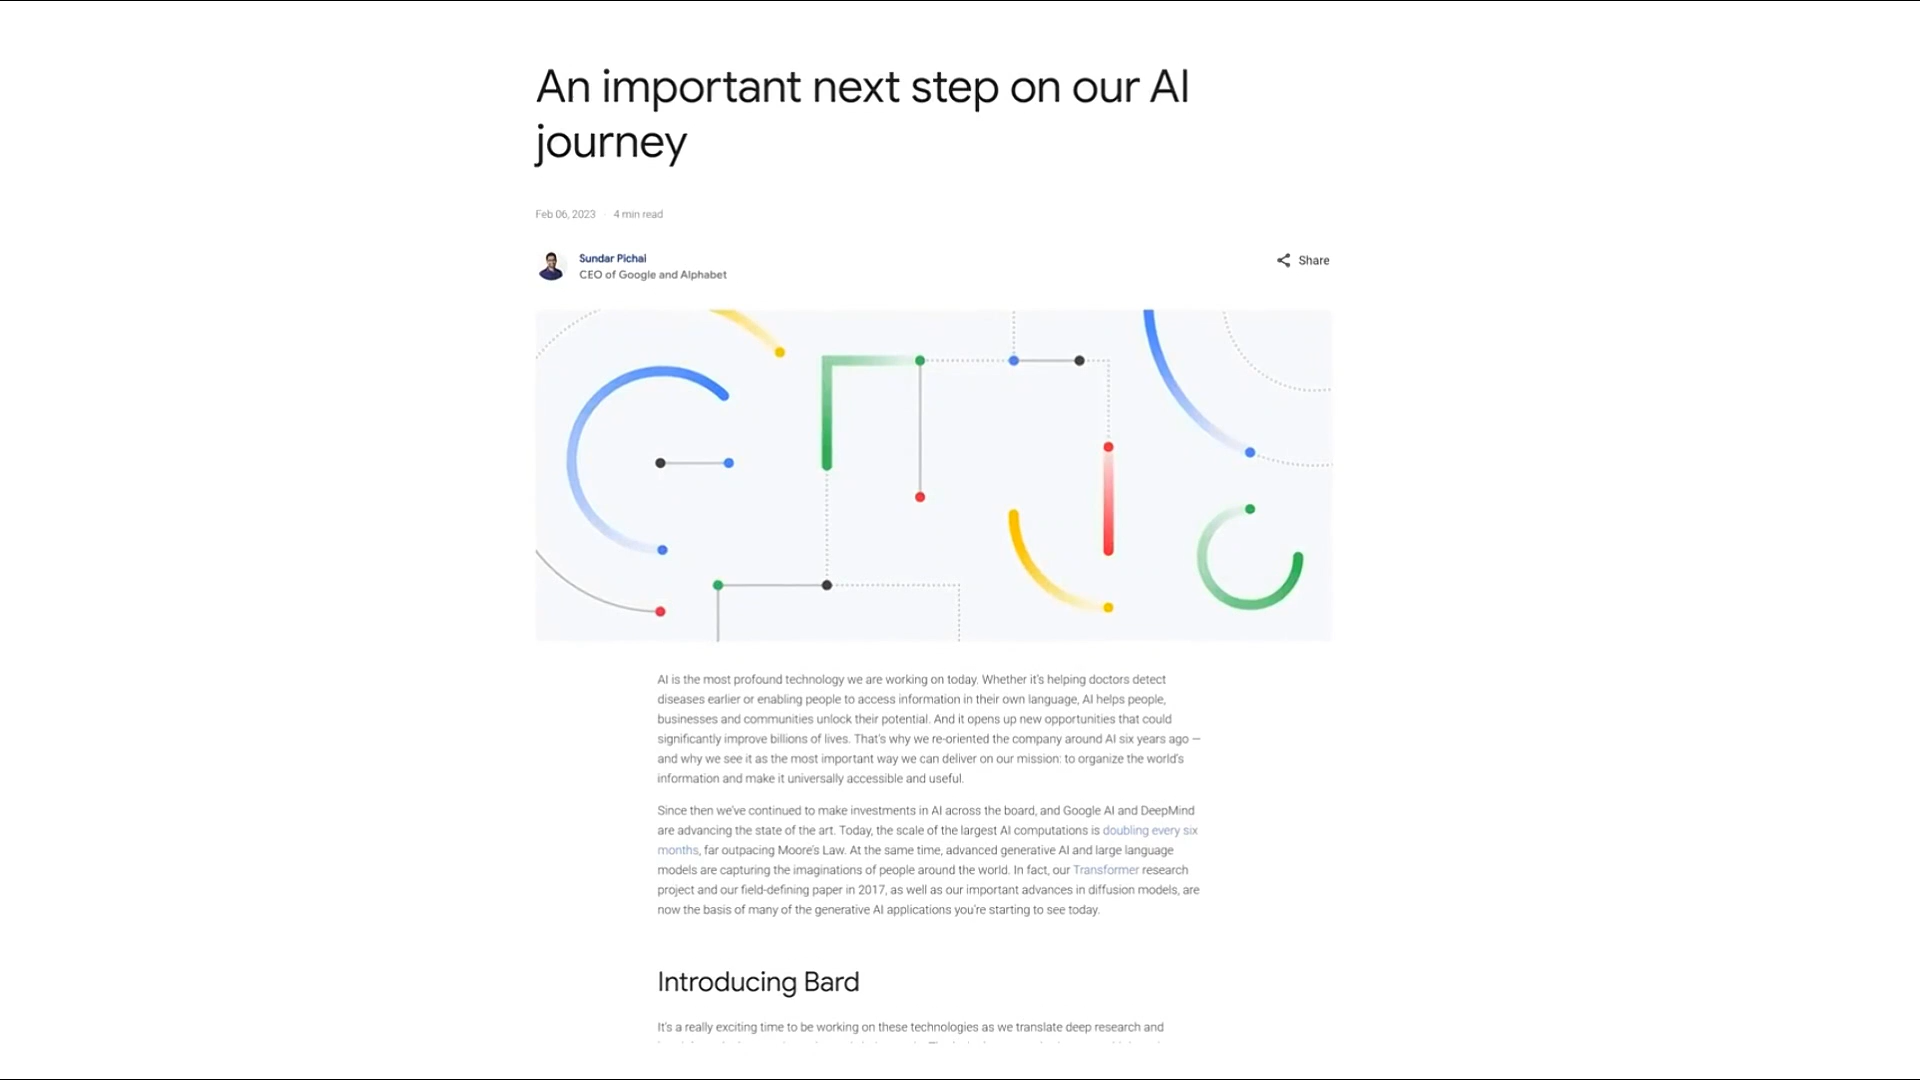 An important next step on our AI
journey
Feb 06, 2023 · 4 min read
Sundar Pichai
CEO of Google and Alphabet
Share
AI is the most profound technology we are working on today. Whether it's helping doctors detect
diseases earlier or enabling people to access information in their own language, AI helps people,
businesses and communities unlock their potential. And it opens up new opportunities that could
significantly improve billions of lives. That's why we re-oriented the company around AI six years ago —
and why we see it as the most important way we can deliver on our mission: to organize the world's
information and make it universally accessible and useful.
Since then we've continued to make investments in AI across the board, and Google AI and DeepMind
are advancing the state of the art. Today, the scale of the largest AI computations is doubling every six
months, far outpacing Moore's Law. At the same time, advanced generative AI and large language
models are capturing the imaginations of people around the world. In fact, our Transformer research
project and our field-defining paper in 2017, as well as our important advances in diffusion models, are
now the basis of many of the generative AI applications you're starting to see today.
Introducing Bard
It's a really exciting time to be working on these technologies as we translate deep research and